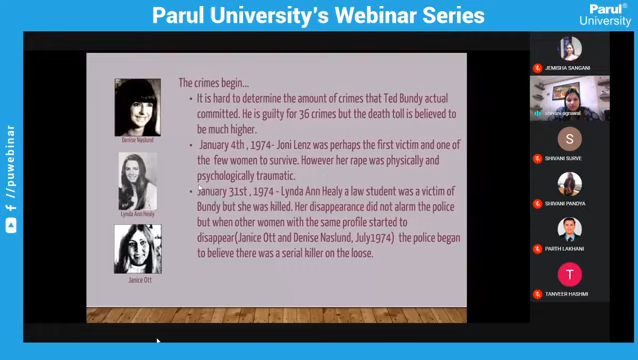 Parul University's Webinar Series
Parul®
University
/puwebinar
The crimes begin...
• It is hard to determine the amount of crimes that Ted Bundy actual
committed. He is guilty for 36 crimes but the death toll is believed to
be much higher.
• January 4th , 1974- Joni Lenz was perhaps the first victim and one of
the few women to survive. However her rape was physically and
psychologically traumatic.
• January 31st , 1974 - Lynda Ann Healy a law student was a victim of
Bundy but she was killed. Her disappearance did not alarm the police
but when other women with the same profile started to
disappear(Janice Ott and Denise Naslund, July1974) the police began
to believe there was a serial killer on the loose.
Denise Naslund
Lynda Ann Healy
Janice Ott
JEMISHA SANGANI
shivani agrawal
S
SHIVANI SURVE
SHIVANI PANDYA
PARTH LAKHANI
T
TANVEER HASHMI